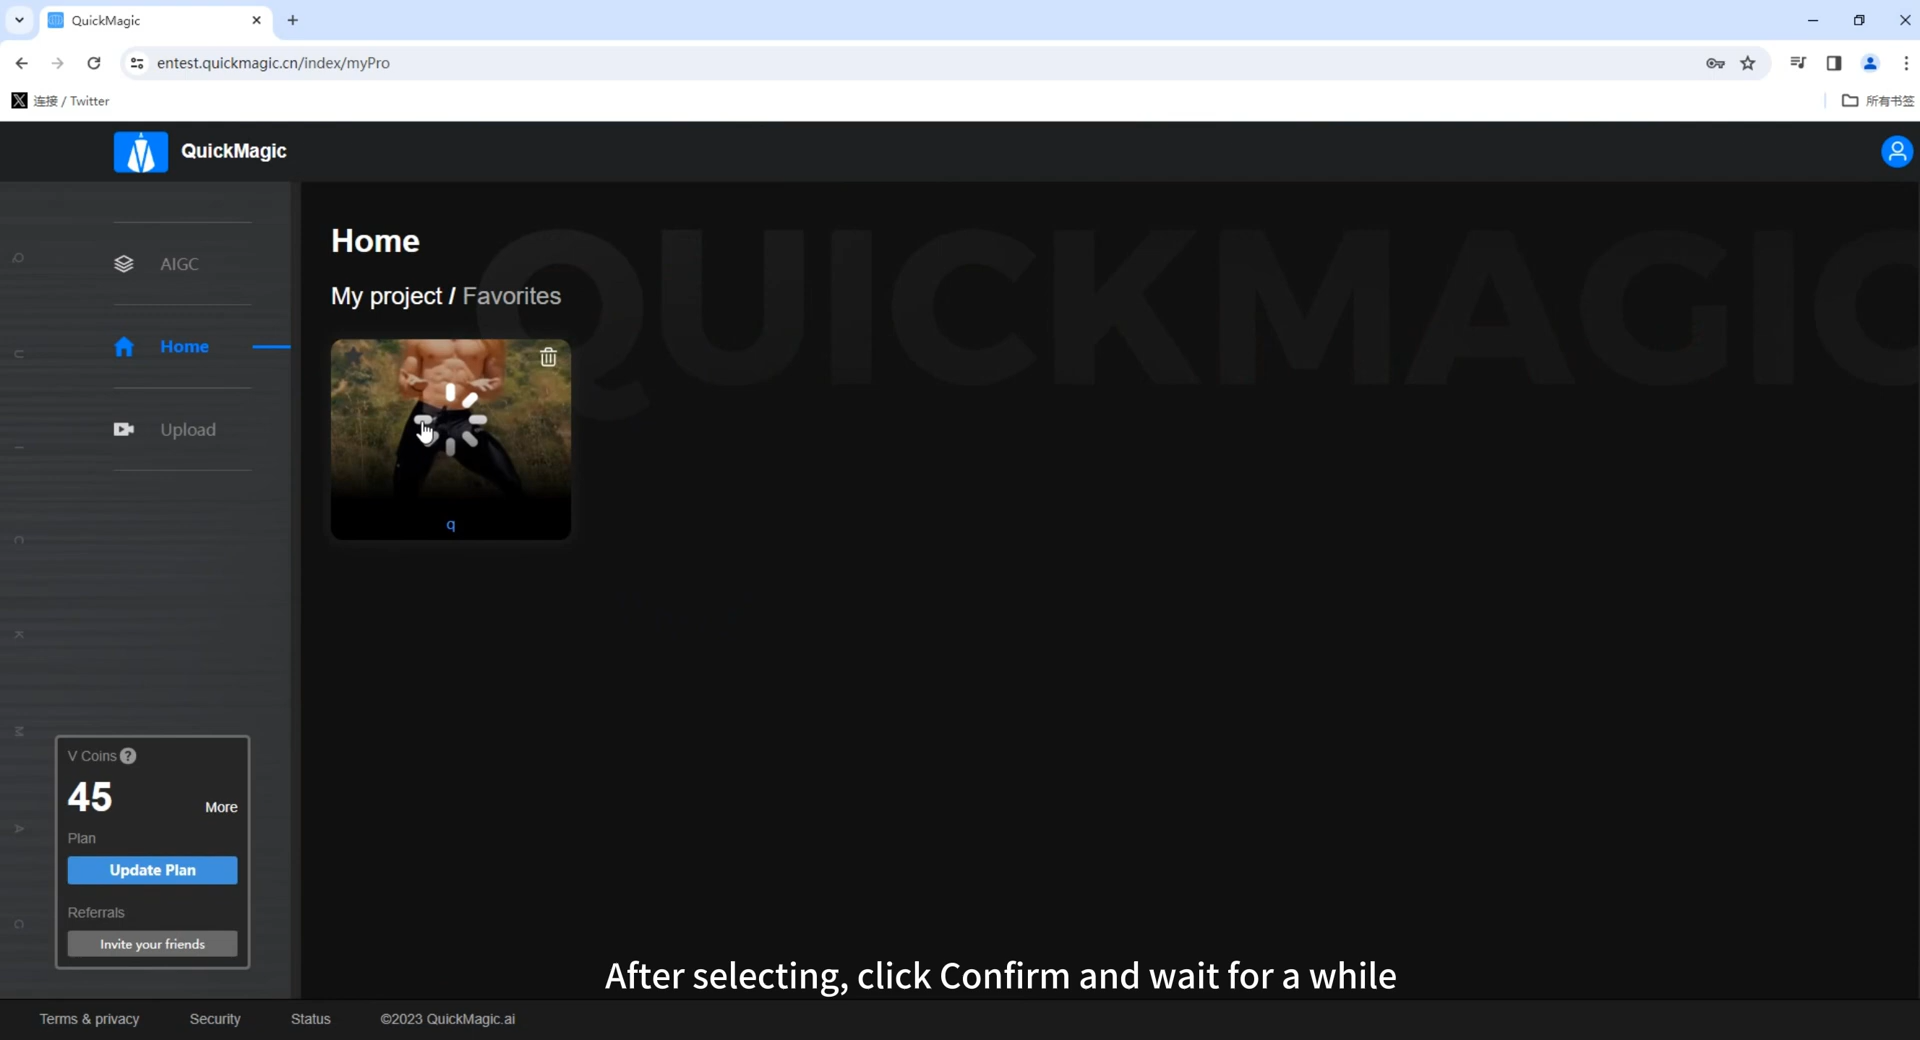 QuickMagic
entest.quickmagic.cn/index/myPro
连接 / Twitter
所有书签
QuickMagic
QUICKMAGIC
Home
My project / Favorites
AIGC
Home
Upload
q
Q
U
I
C
K
M
A
G
V Coins ?
45
More
Plan
Update Plan
Referrals
Invite your friends
After selecting, click Confirm and wait for a while
Terms & privacy Security Status ©2023 QuickMagic.ai